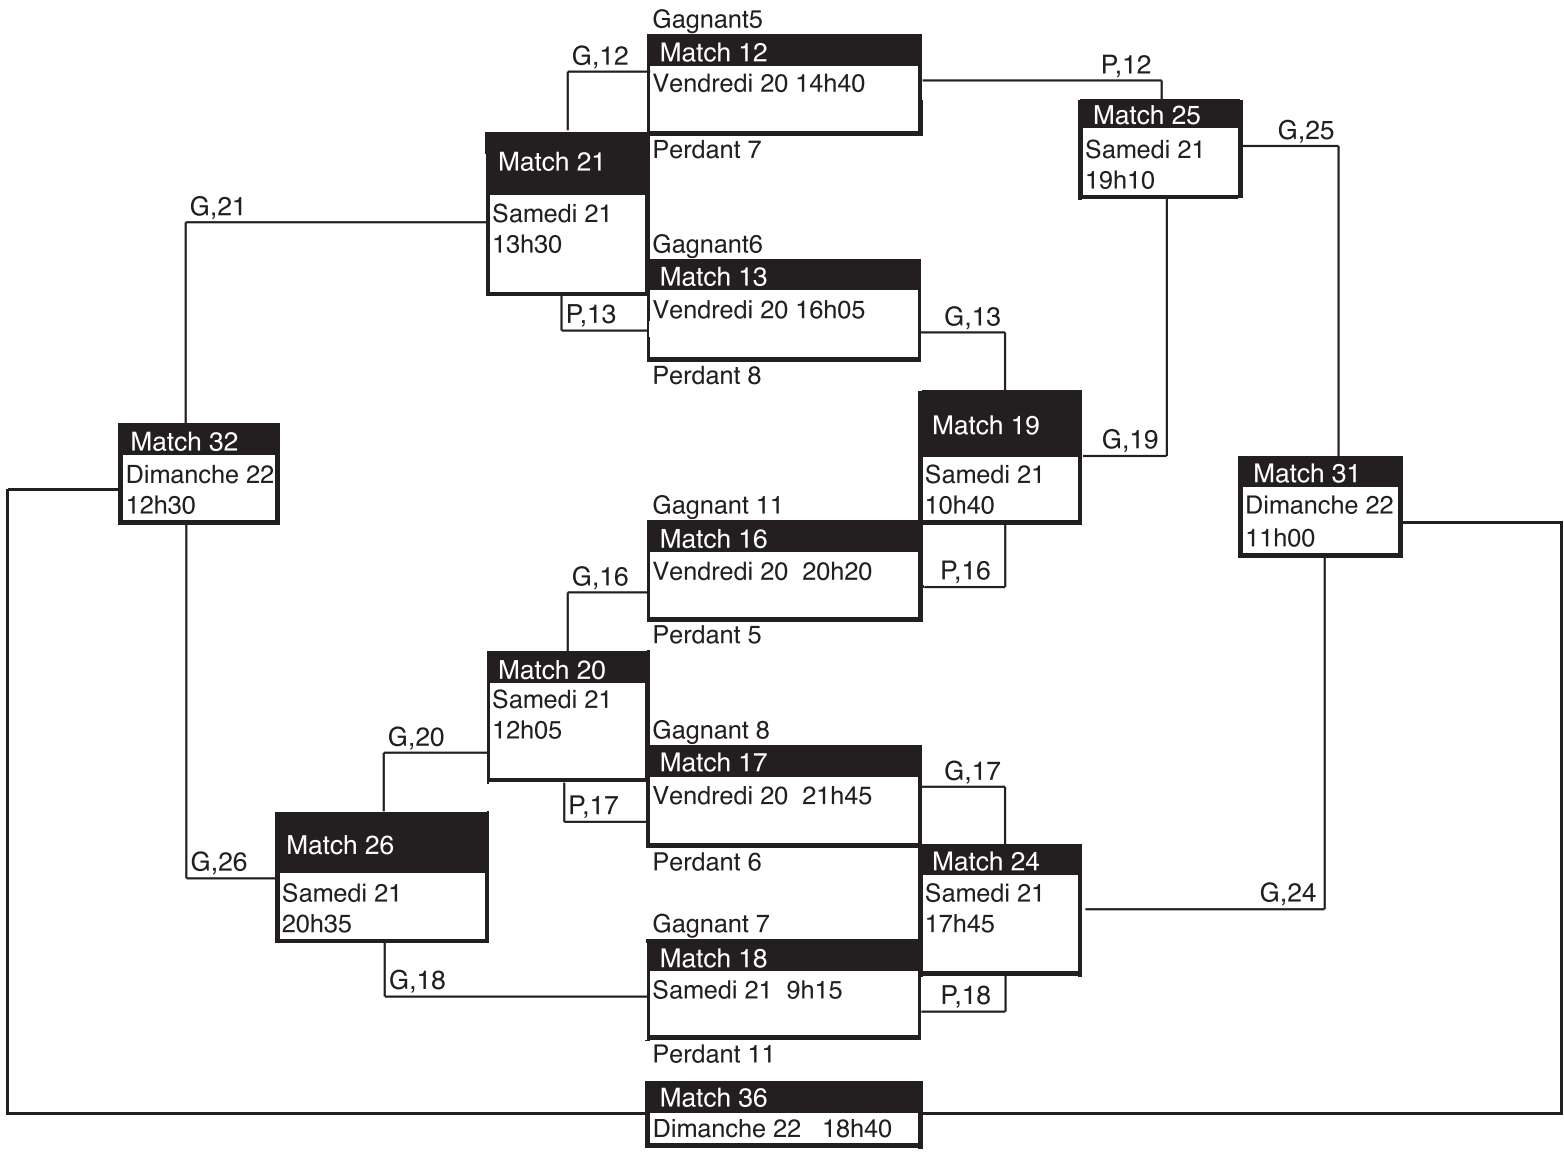 Gagnant5
G,12
Match 12
P,12
Vendredi 20 14h40
Match 25
G,25
Perdant 7
Samedi 21
19h10
Match 21
G,21
Samedi 21
13h30
Gagnant6
Match 13
P,13
Vendredi 20 16h05
G,13
Perdant 8
Match 19
G,19
Match 32
Dimanche 22
12h30
Samedi 21
10h40
Match 31
Dimanche 22
11h00
Gagnant 11
Match 16
G,16
Vendredi 20  20h20
P,16
Perdant 5
Match 20
Samedi 21
12h05
G,20
Gagnant 8
Match 17
G,17
P,17
Vendredi 20  21h45
Match 26
G,26
Samedi 21
20h35
Perdant 6
Match 24
Samedi 21
17h45
G,24
Gagnant 7
Match 18
G,18
Samedi 21  9h15
P,18
Perdant 11
Match 36
Dimanche 22   18h40